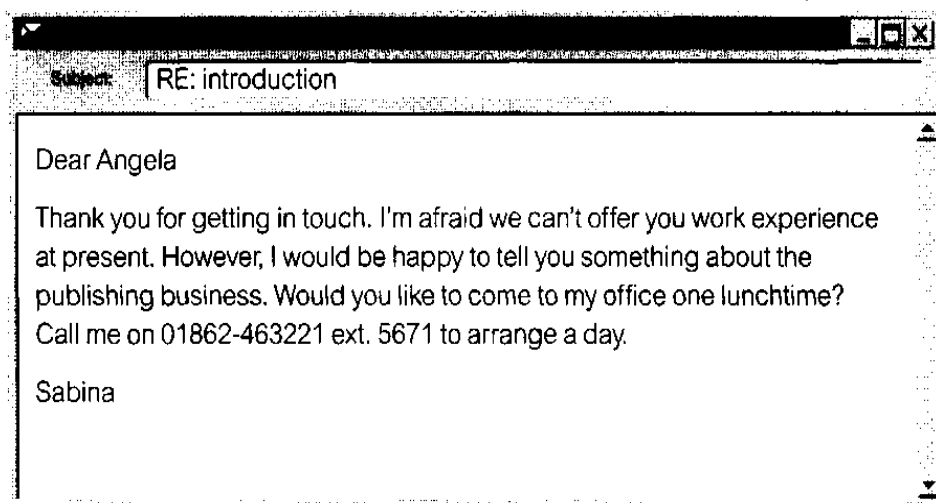 Subject: RE: introduction
Dear Angela
Thank you for getting in touch. I'm afraid we can't offer you work experience
at present. However, I would be happy to tell you something about the
publishing business. Would you like to come to my office one lunchtime?
Call me on 01862-463221 ext. 5671 to arrange a day.
Sabina